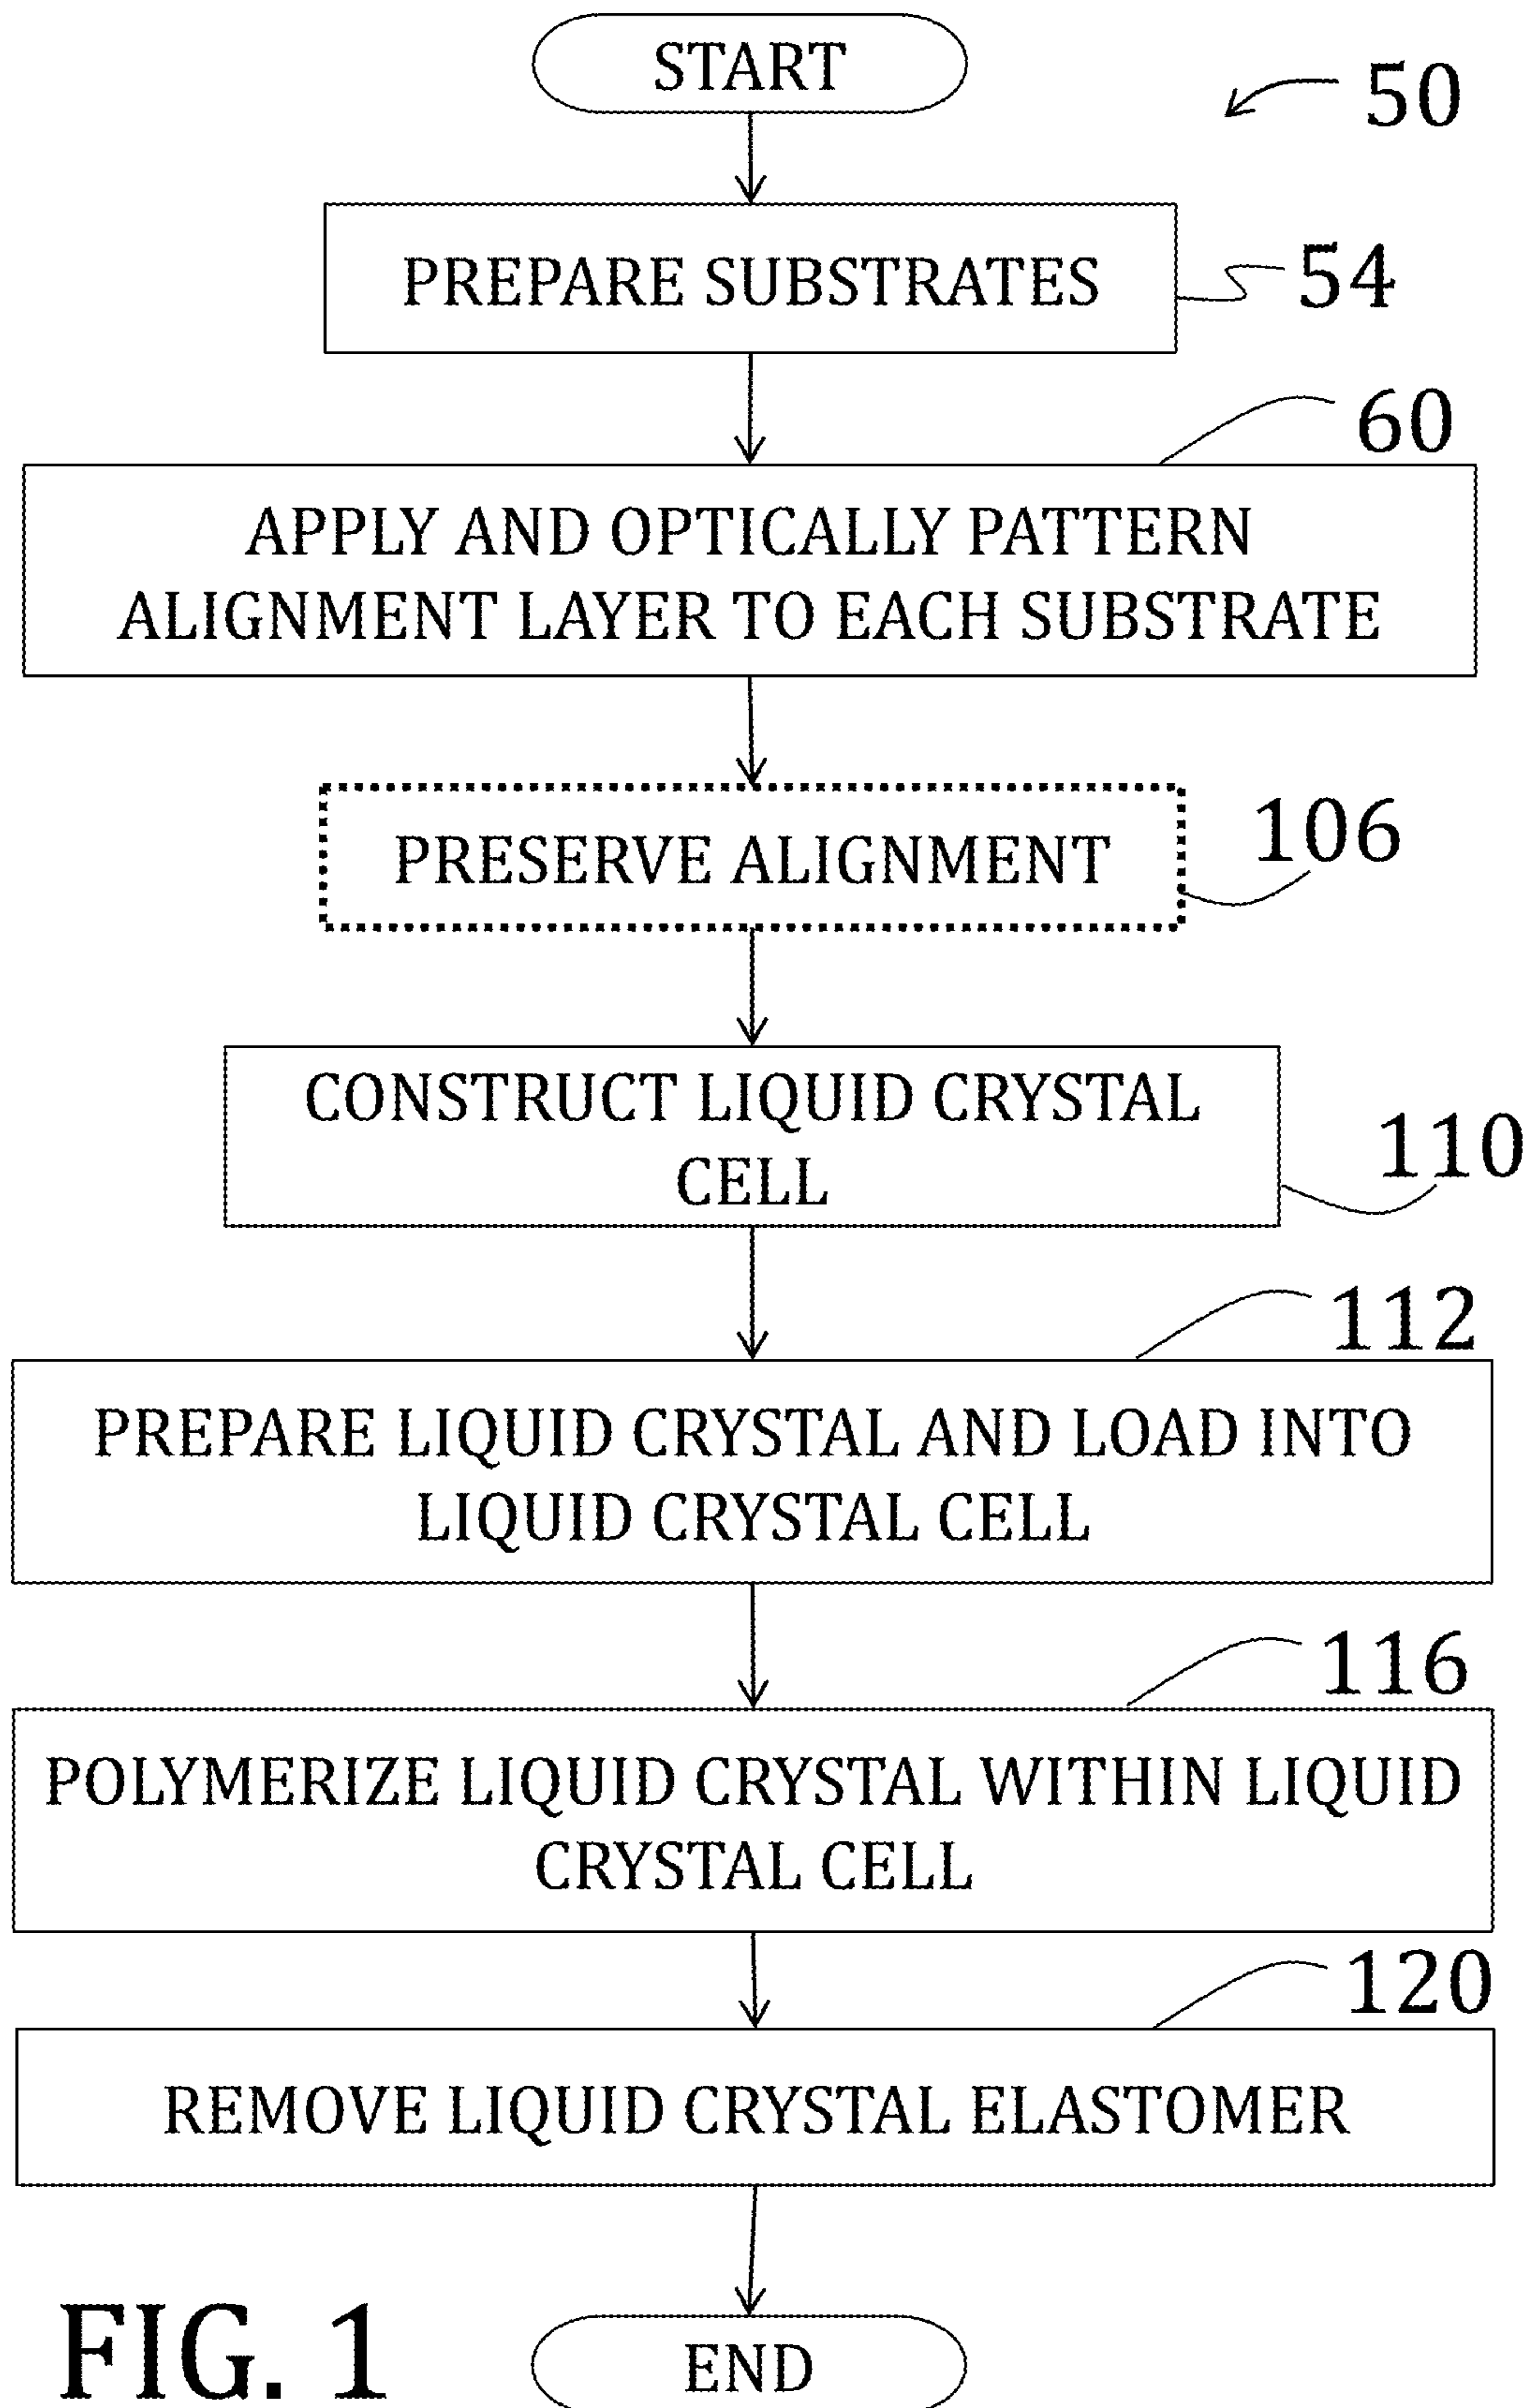 START
50
PREPARE SUBSTRATES
54
60
APPLY AND OPTICALLY PATTERN
ALIGNMENT LAYER TO EACH SUBSTRATE
PRESERVE ALIGNMENT
106
CONSTRUCT LIQUID CRYSTAL
CELL
110
112
PREPARE LIQUID CRYSTAL AND LOAD INTO
LIQUID CRYSTAL CELL
116
POLYMERIZE LIQUID CRYSTAL WITHIN LIQUID
CRYSTAL CELL
120
REMOVE LIQUID CRYSTAL ELASTOMER
FIG. 1
END